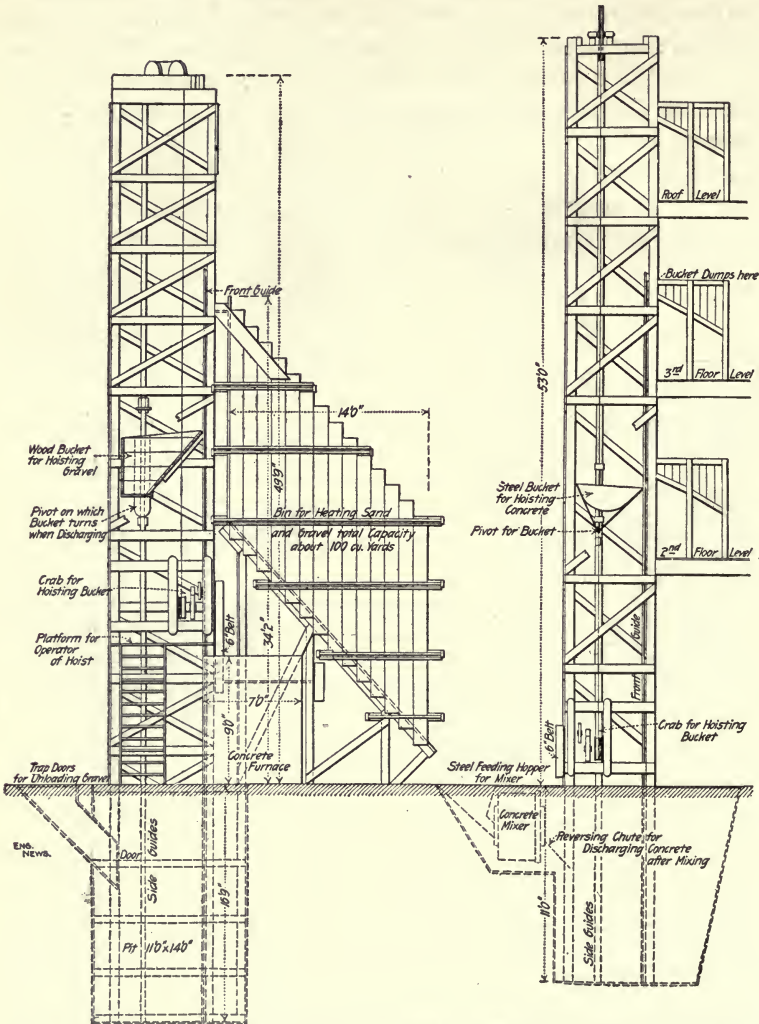 Front Guide
14'0"
49'9"
Wood Bucket
for Hoisting
Gravel
Pivot on which
Bucket turns
when Discharging
Bin for Heating Sand
and Gravel total Capacity
about 100 cu. Yards
Crab for
Hoisting Bucket
Platform for
Operator
of Hoist
6" Belt
34'2"
7'0"
9'0"
Concrete
Furnace
Trap Doors
for Unloading Gravel
ENG.
NEWS.
Door
Side Guides
16'9"
Pit 11'0"x14'0"
53'0"
Roof Level
Bucket Dumps here
3rd Floor Level
Steel Bucket
for Hoisting
Concrete
Pivot for Bucket
2nd Floor Level
Front Guide
6" Belt
Crab for Hoisting
Bucket
Steel Feeding Hopper
for Mixer
Concrete
Mixer
Reversing Chute for
Discharging Concrete
after Mixing
11'0"
Side Guides